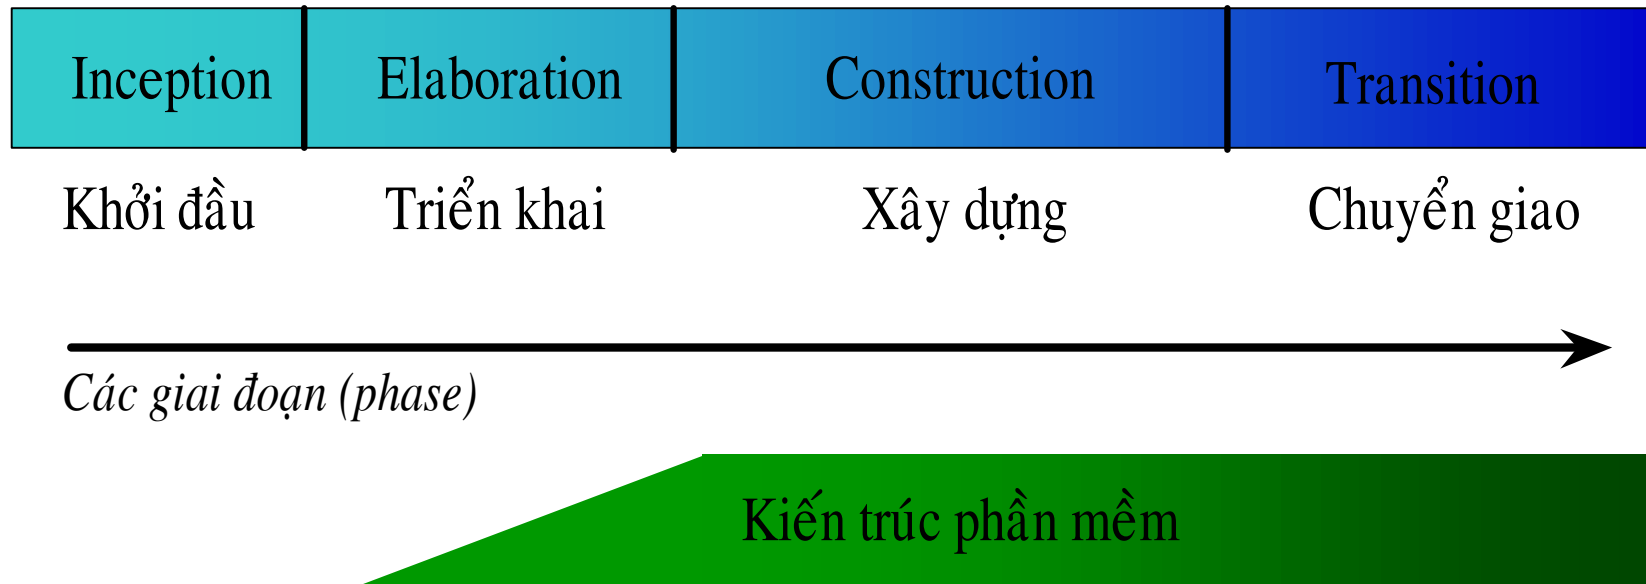 Inception Elaboration Construction Transition
Khởi đầu Triển khai Xây dựng Chuyển giao
Các giai đoạn (phase)
Kiến trúc phần mềm